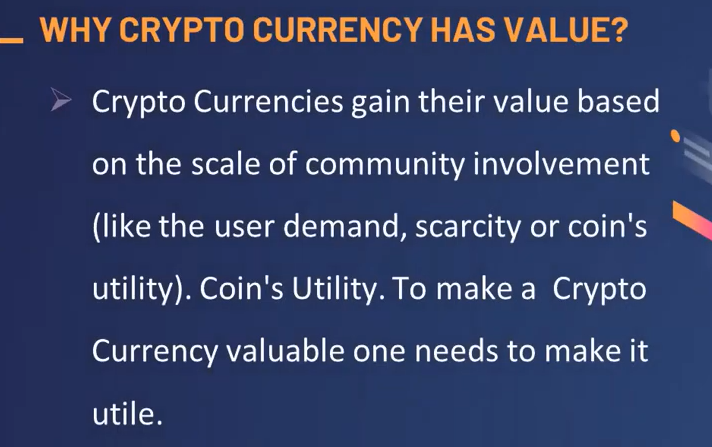 WHY CRYPTO CURRENCY HAS VALUE?
Crypto Currencies gain their value based
on the scale of community involvement
(like the user demand, scarcity or coin's
utility). Coin's Utility. To make a  Crypto
Currency valuable one needs to make it
utile.